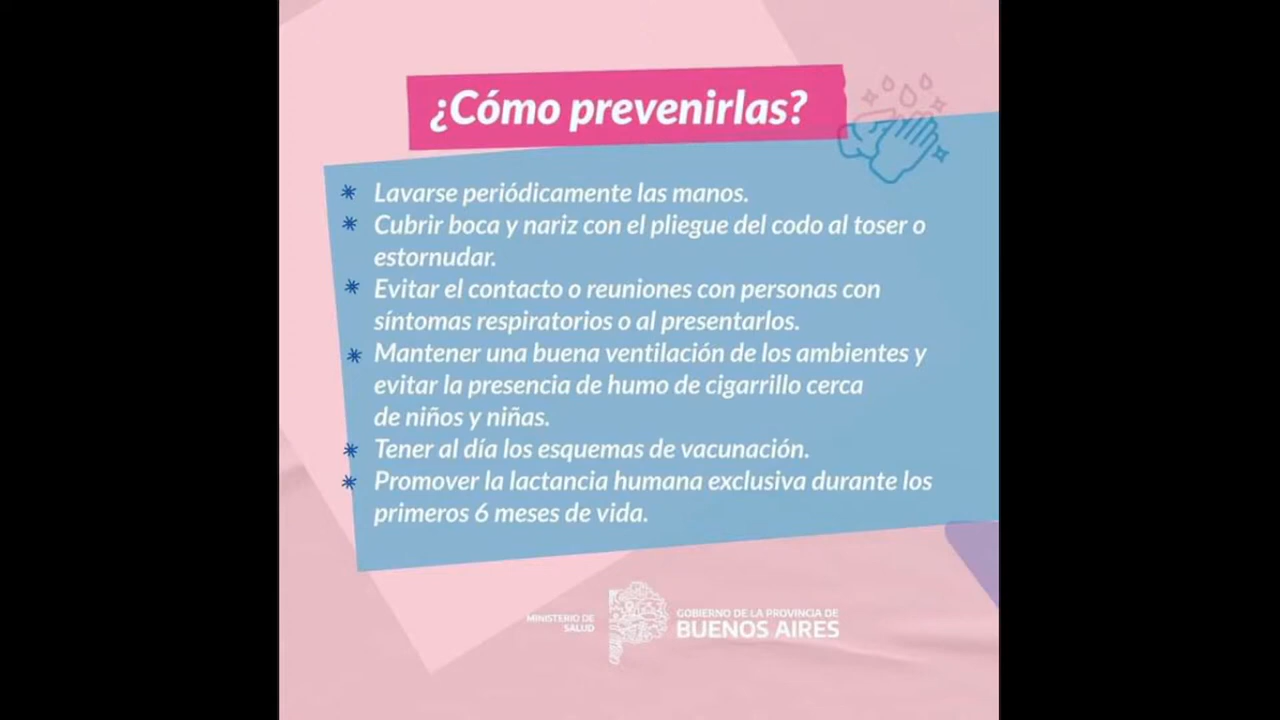 ¿Cómo prevenirlas?
Lavarse periódicamente las manos.
Cubrir boca y nariz con el pliegue del codo al toser o
estornudar.
Evitar el contacto o reuniones con personas con
síntomas respiratorios o al presentarlos.
Mantener una buena ventilación de los ambientes y
evitar la presencia de humo de cigarrillo cerca
de niños y niñas.
Tener al día los esquemas de vacunación.
Promover la lactancia humana exclusiva durante los
primeros 6 meses de vida.
MINISTERIO DE
SALUD
GOBIERNO DE LA PROVINCIA DE
BUENOS AIRES